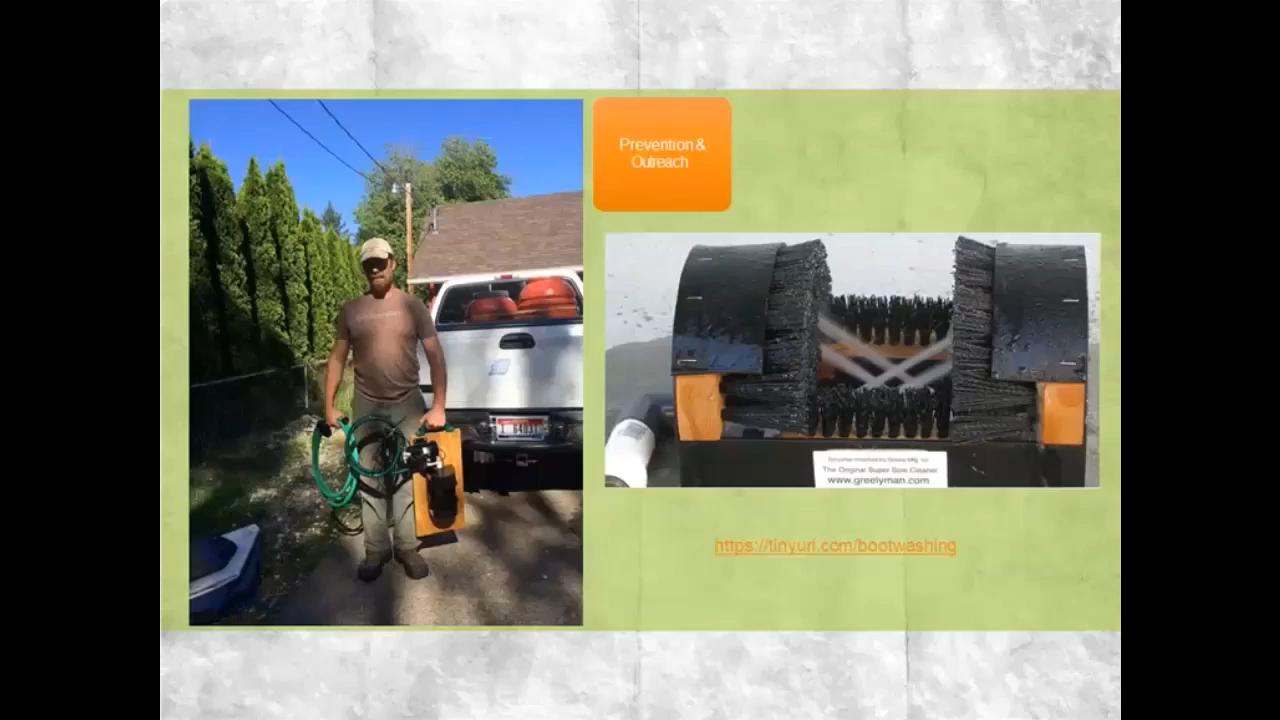 Prevention &
Outreach
The Original Super Sole Cleaner
www.greelyman.com
https://tinyurl.com/bootwashing